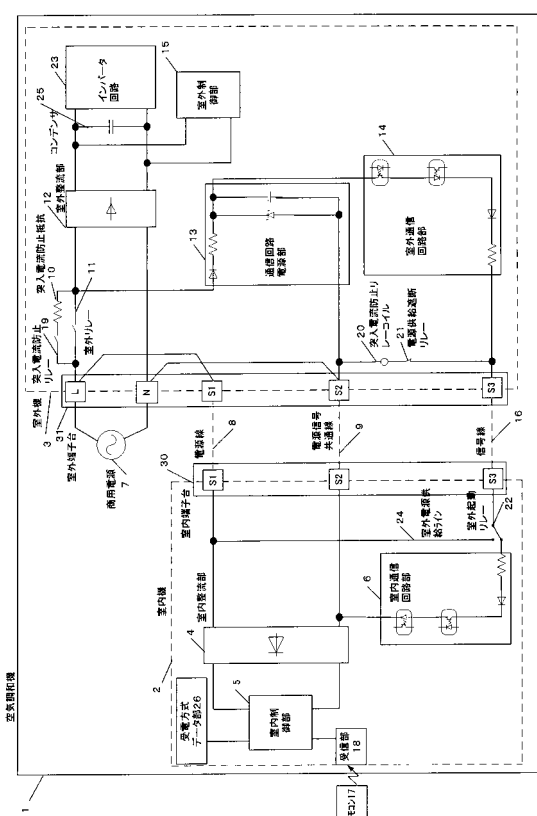 空気調和機
1
室外機
3
31
室外端子台
商用電源
7
L
N
S1
S2
S3
突入電流防止
リレー
19
突入電流防止抵抗
10
室外リレー
11
室外整流部
12
コンデンサ
25
インバータ
回路
23
室外制
御部
15
通信回路
電源部
13
室外通信
回路部
14
突入電流防止リ
レーコイル
20
電源供給遮断
リレー
21
電源線
8
電源信号
共通線
9
信号線
16
室内機
2
室内端子台
30
S1
S2
S3
室外電源供
給ライン
24
室外起動
リレー
22
室内整流部
4
室内制
御部
5
室内通信
回路部
6
受電方式
データ部26
受信部
18
モコン17